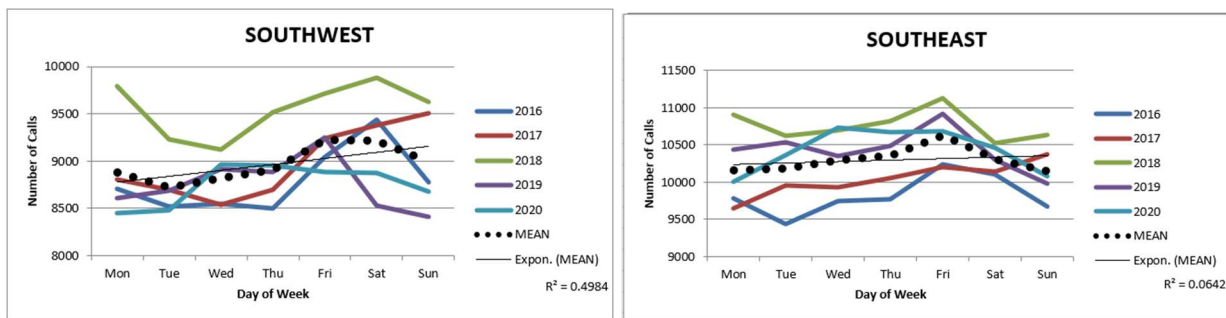 SOUTHWEST
10000
9500
9000
8500
8000
Number of Calls
Mon Tue Wed Thu Fri Sat Sun
Day of Week
2016
2017
2018
2019
2020
MEAN
Expon. (MEAN)
R² = 0.4984
SOUTHEAST
11500
11000
10500
10000
9500
9000
Number of Calls
Mon Tue Wed Thu Fri Sat Sun
Day of Week
2016
2017
2018
2019
2020
MEAN
Expon. (MEAN)
R² = 0.0642